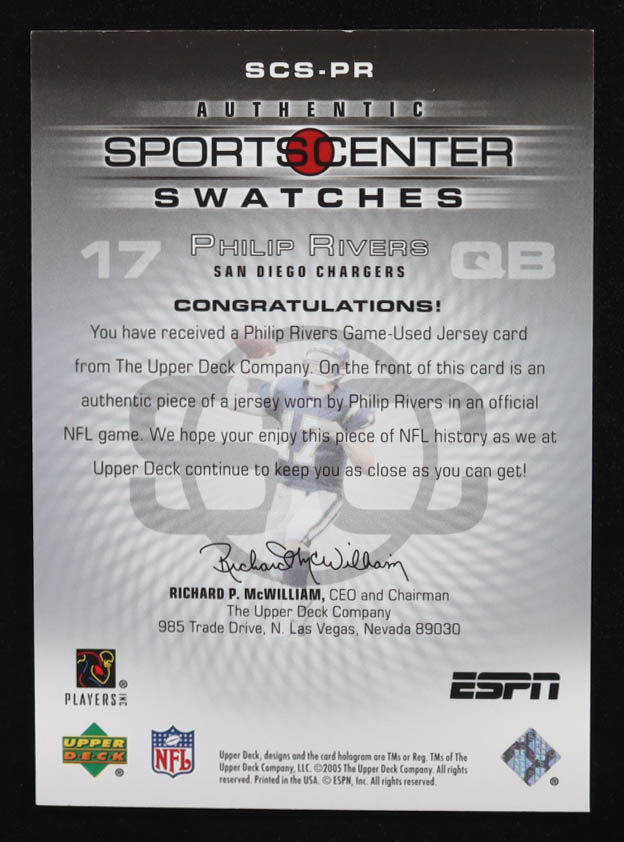 SCS-PR
AUTHENTIC
SPORTSCENTER
SWATCHES
17 PHILIP RIVERS QB
SAN DIEGO CHARGERS
CONGRATULATIONS!
You have received a Philip Rivers Game-Used Jersey card
from The Upper Deck Company. On the front of this card is an
authentic piece of a jersey worn by Philip Rivers in an official
NFL game. We hope your enjoy this piece of NFL history as we at
Upper Deck continue to keep you as close as you can get!
Richard P. McWilliam
RICHARD P. McWILLIAM, CEO and Chairman
The Upper Deck Company
985 Trade Drive, N. Las Vegas, Nevada 89030
PLAYERS INC ®
ESPN
UPPER DECK ®
NFL
Upper Deck, designs and the card hologram are TMs or Reg. TMs of The
Upper Deck Company, LLC. ©2005 The Upper Deck Company. All rights
reserved. Printed in the USA. © ESPN, Inc. All rights reserved.
®